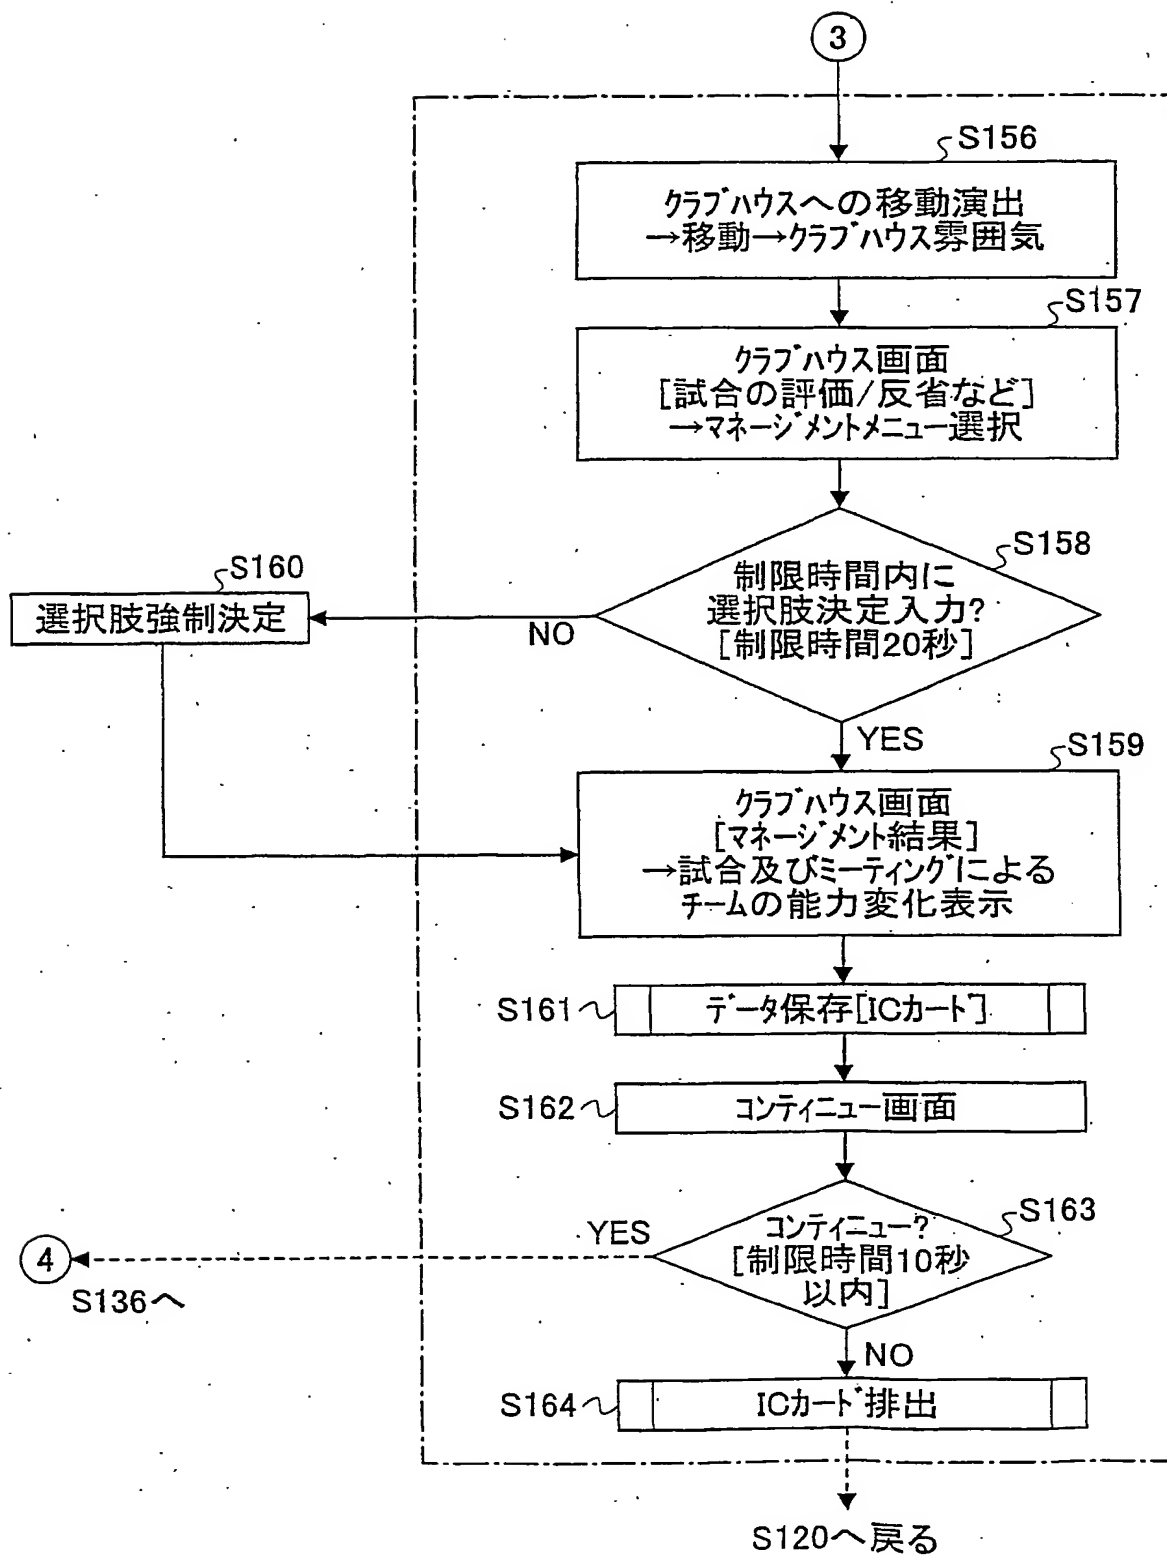 3
S156
クラブハウスへの移動演出
→移動→クラブハウス雰囲気
S157
クラブハウス画面
[試合の評価/反省など]
→マネージメントメニュー選択
S158
制限時間内に
選択肢決定入力?
[制限時間20秒]
NO
S160
選択肢強制決定
YES
S159
クラブハウス画面
[マネージメント結果]
→試合及びミーティングによる
チームの能力変化表示
S161
データ保存[ICカード]
S162
コンティニュー画面
S163
コンティニュー?
[制限時間10秒
以内]
YES
4
S136へ
NO
S164
ICカード排出
S120へ戻る